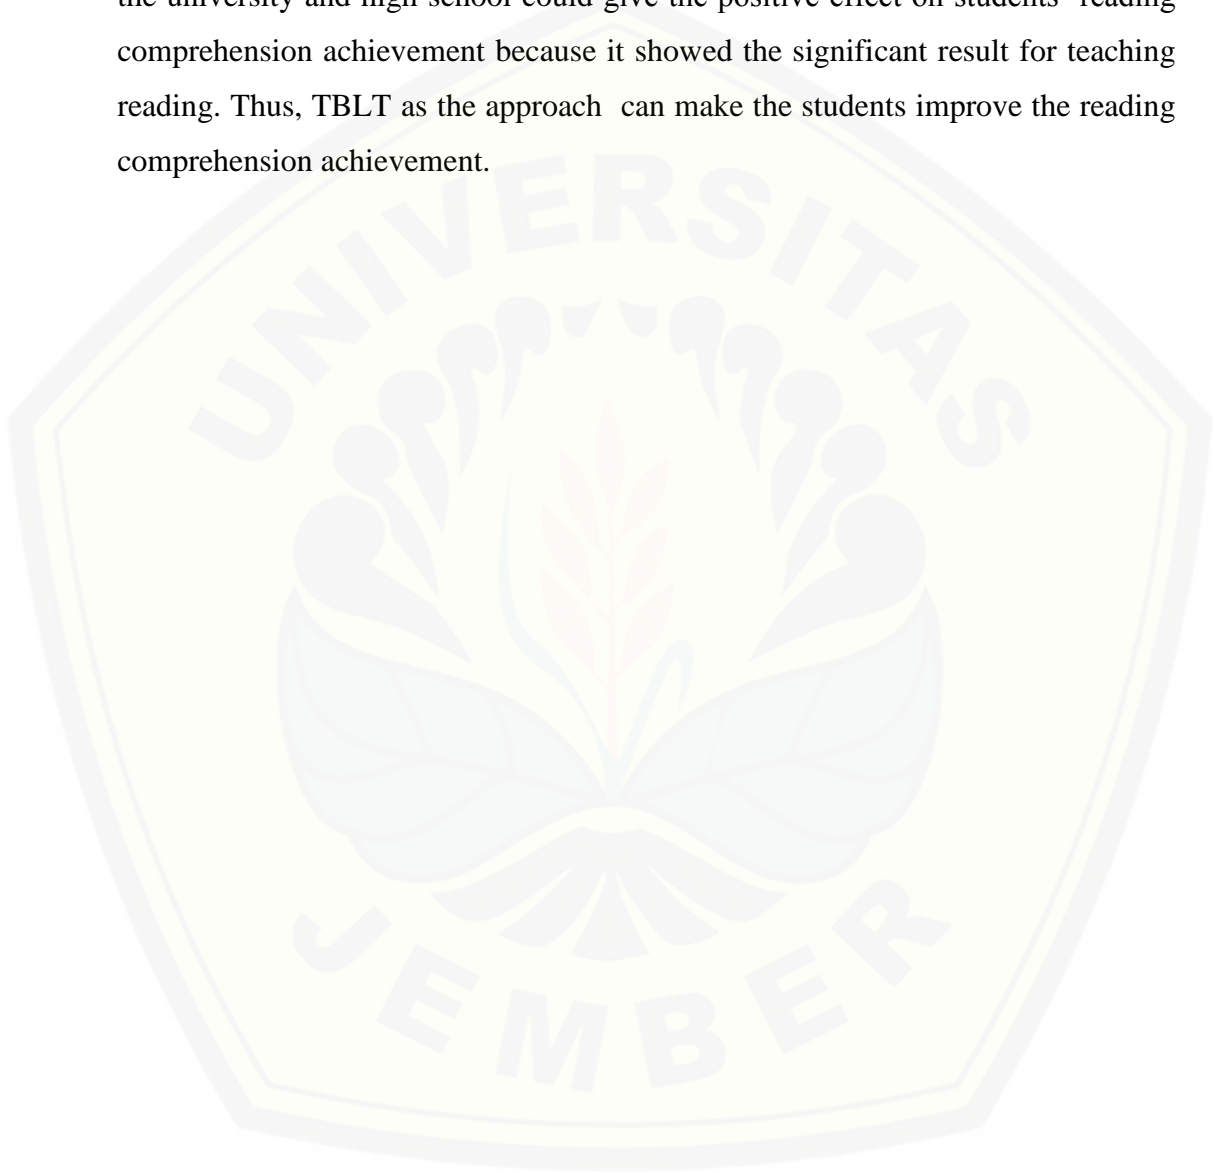 the university and high school could give the positive effect on students' reading
comprehension achievement because it showed the significant result for teaching
reading. Thus, TBLT as the approach can make the students improve the reading
comprehension achievement.
UNIVERSITAS
JEMBER